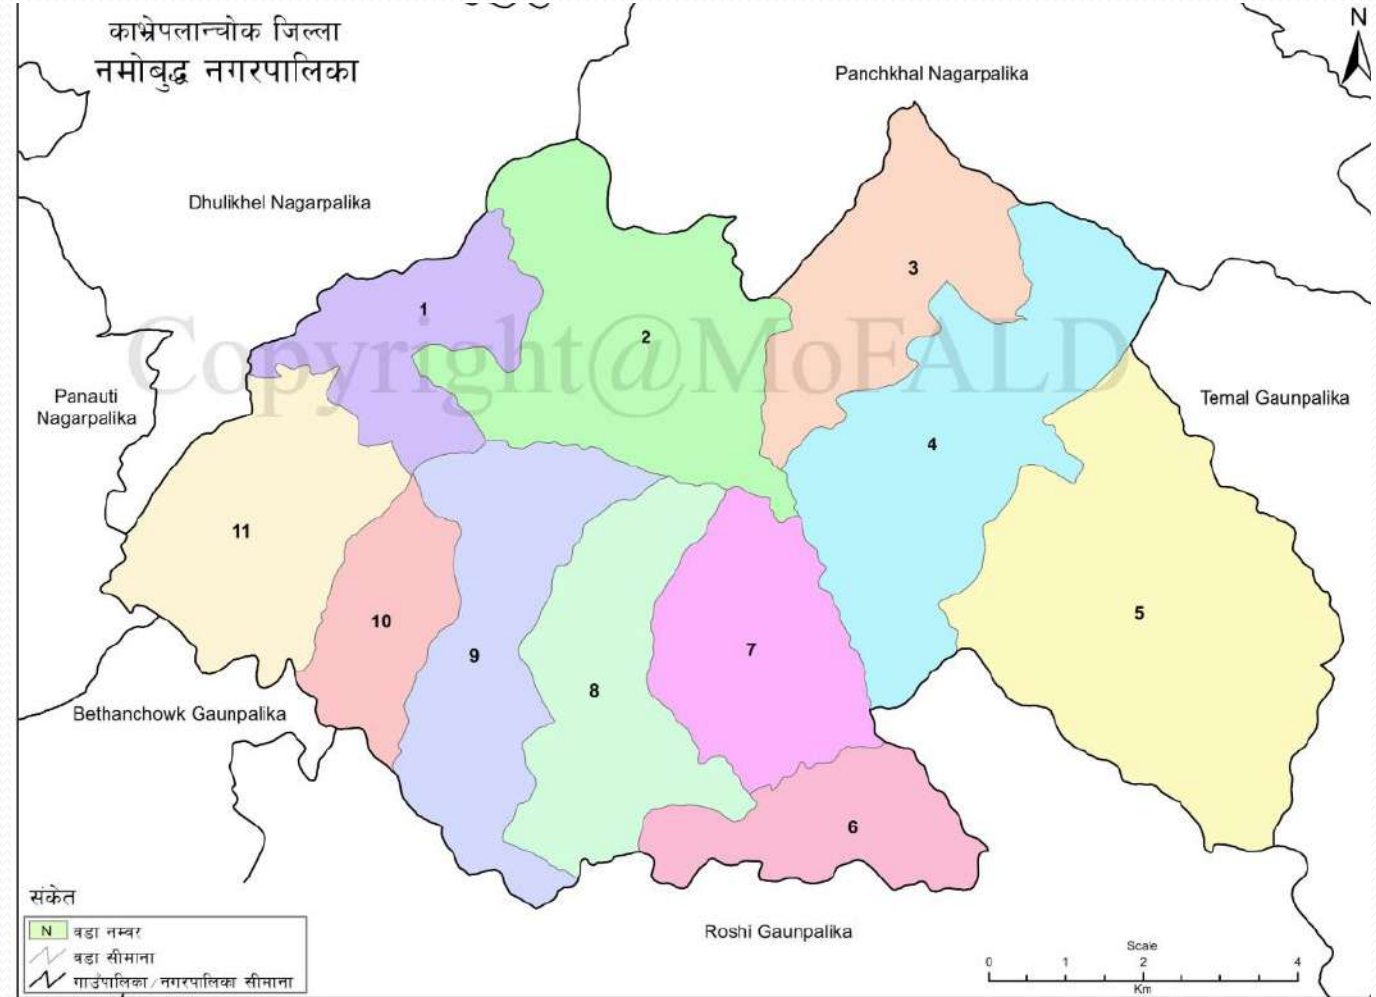 काभ्रेपलान्चोक जिल्ला
नमोबुद्ध नगरपालिका
N
Panchkhal Nagarpalika
Dhulikhel Nagarpalika
3
1
2
Copyright@MoFALD
Panauti
Nagarpalika
Temal Gaunpalika
4
11
5
10
7
9
8
Bethanchowk Gaunpalika
6
Roshi Gaunpalika
संकेत
N वडा नम्बर
वडा सीमाना
गाउँपालिका/नगरपालिका सीमाना
Scale
0 1 2 4
Km